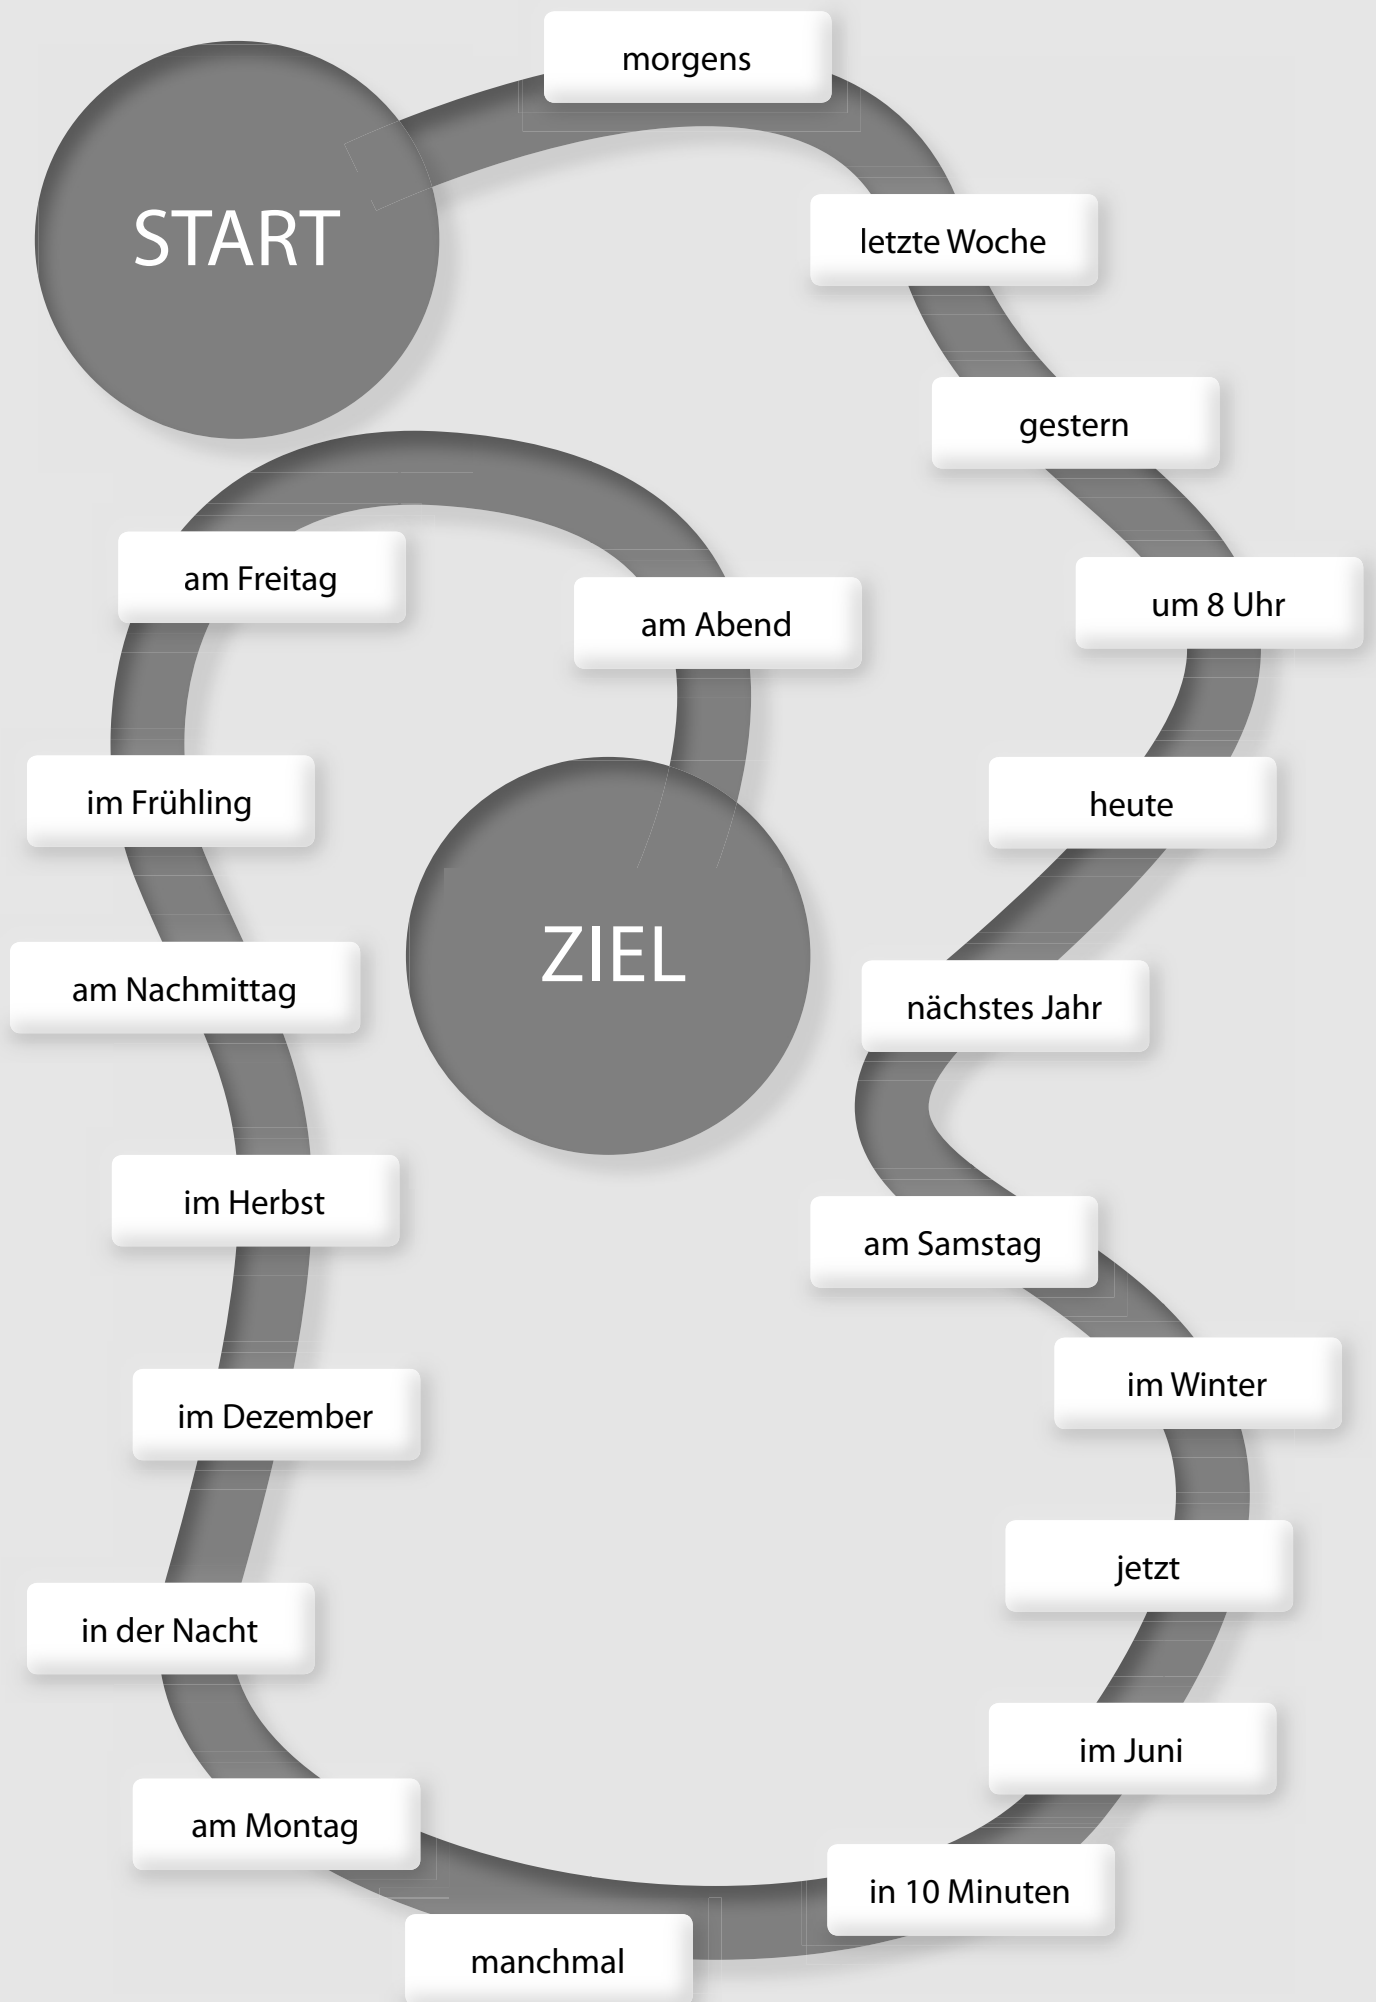 START
morgens
letzte Woche
gestern
um 8 Uhr
heute
nächstes Jahr
am Samstag
im Winter
jetzt
im Juni
in 10 Minuten
manchmal
am Montag
in der Nacht
im Dezember
im Herbst
am Nachmittag
im Frühling
am Freitag
am Abend
ZIEL